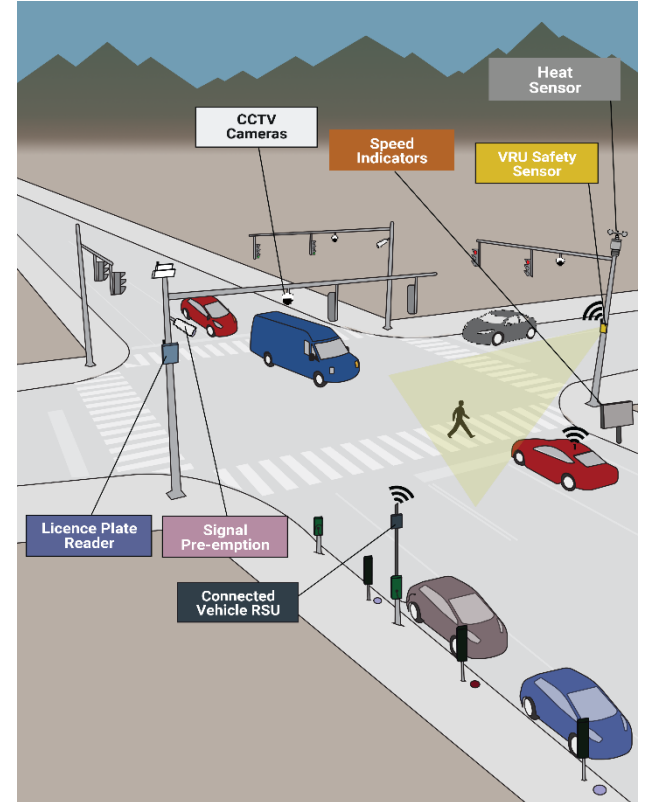 Heat
Sensor
CCTV
Cameras
Speed
Indicators
VRU Safety
Sensor
Licence Plate
Reader
Signal
Pre-emption
Connected
Vehicle RSU